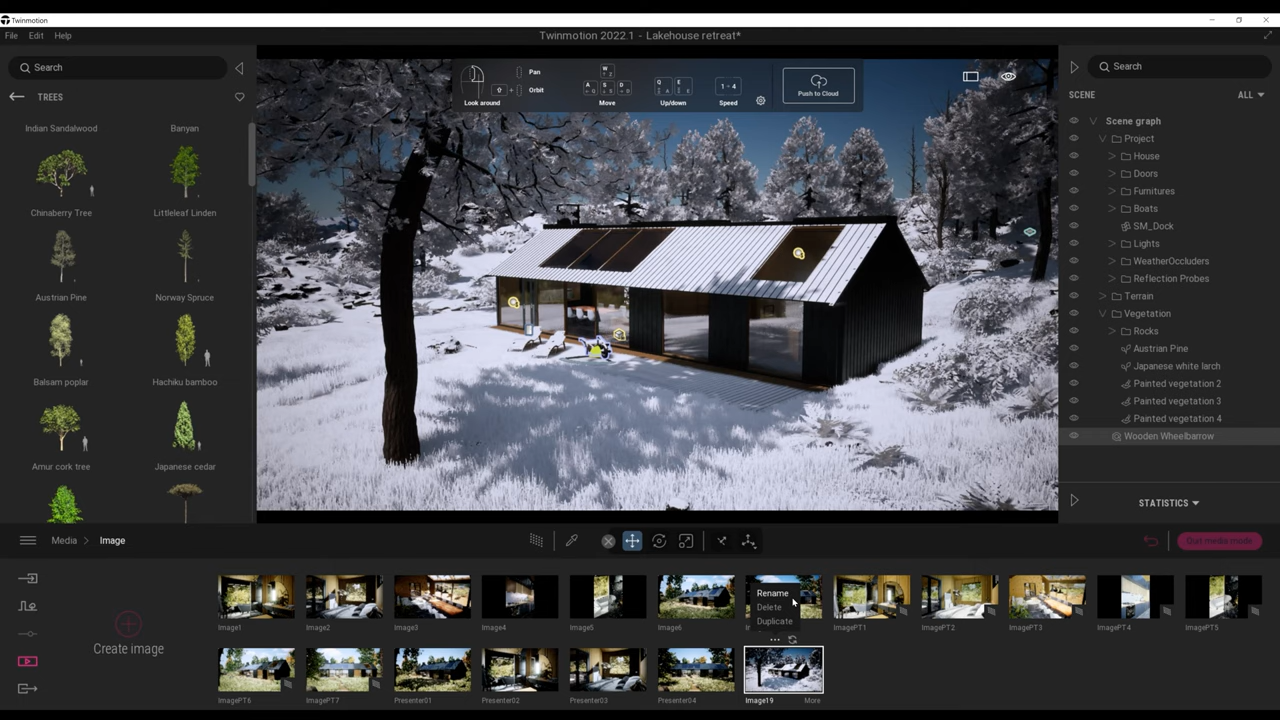 Twinmotion
File Edit Help
Twinmotion 2022.1 - Lakehouse retreat*
Search
TREES
Indian Sandalwood
Banyan
Chinaberry Tree
Littleleaf Linden
Austrian Pine
Norway Spruce
Balsam poplar
Hachiku bamboo
Amur cork tree
Japanese cedar
Look around
Pan
Orbit
W
A S D
Move
Q E
Up/down
1 - 4
Speed
Push to Cloud
Search
SCENE
ALL
Scene graph
Project
House
Doors
Furnitures
Boats
SM_Dock
Lights
WeatherOccluders
Reflection Probes
Terrain
Vegetation
Rocks
Austrian Pine
Japanese white larch
Painted vegetation 2
Painted vegetation 3
Painted vegetation 4
Wooden Wheelbarrow
STATISTICS
Media > Image
Quit media mode
Create image
Image1
Image2
Image3
Image4
Image5
Image6
Rename
Delete
Duplicate
ImagePT1
ImagePT2
ImagePT3
ImagePT4
ImagePT5
ImagePT6
ImagePT7
Presenter01
Presenter02
Presenter03
Presenter04
Image19
More